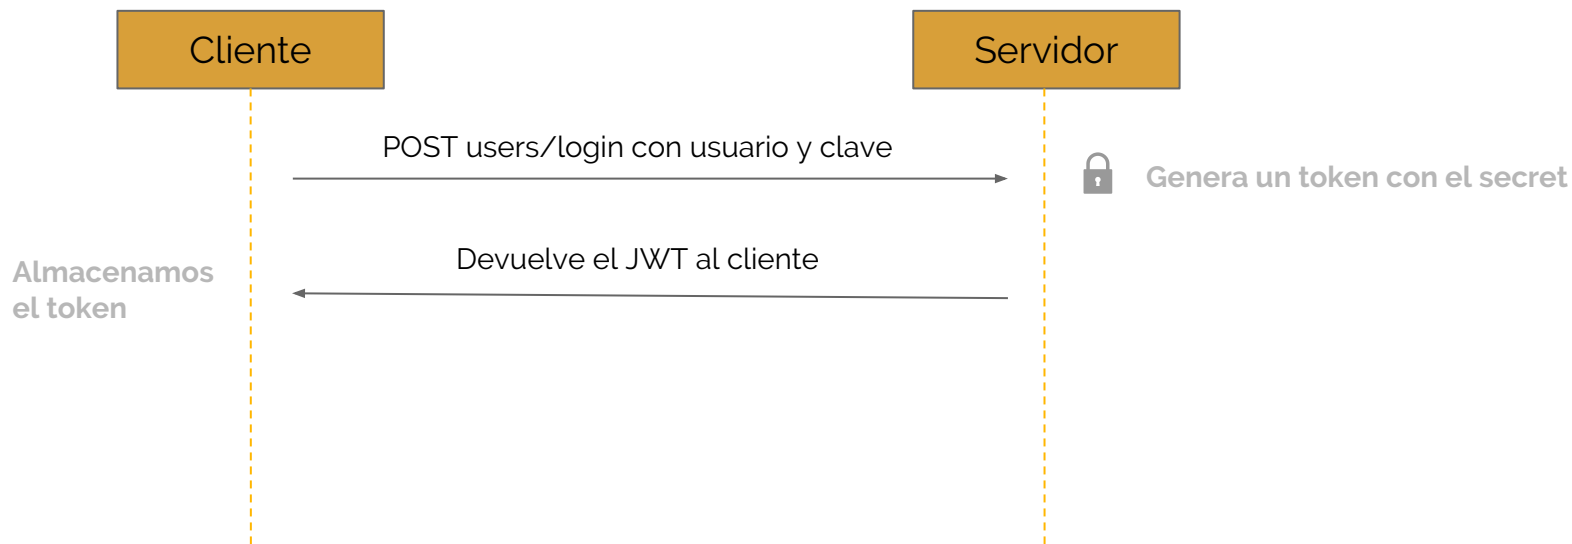 Cliente
Servidor
POST users/login con usuario y clave
Genera un token con el secret
Devuelve el JWT al cliente
Almacenamos
el token